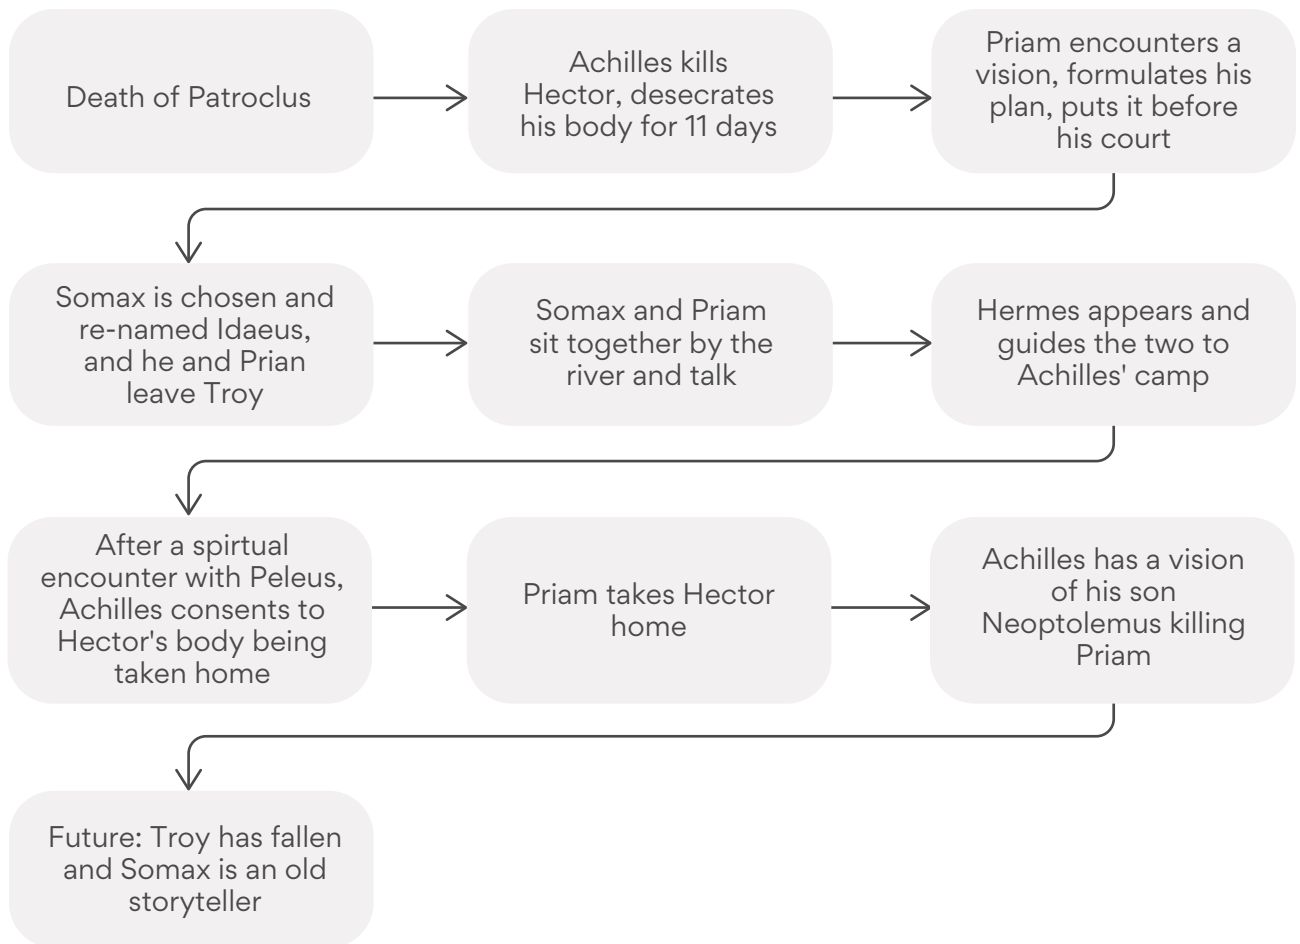 Death of Patroclus
Achilles kills
Hector, desecrates
his body for 11 days
Priam encounters a
vision, formulates his
plan, puts it before
his court
Somax is chosen and
re-named Idaeus,
and he and Prian
leave Troy
Somax and Priam
sit together by the
river and talk
Hermes appears and
guides the two to
Achilles' camp
After a spirtual
encounter with Peleus,
Achilles consents to
Hector's body being
taken home
Priam takes Hector
home
Achilles has a vision
of his son
Neoptolemus killing
Priam
Future: Troy has fallen
and Somax is an old
storyteller